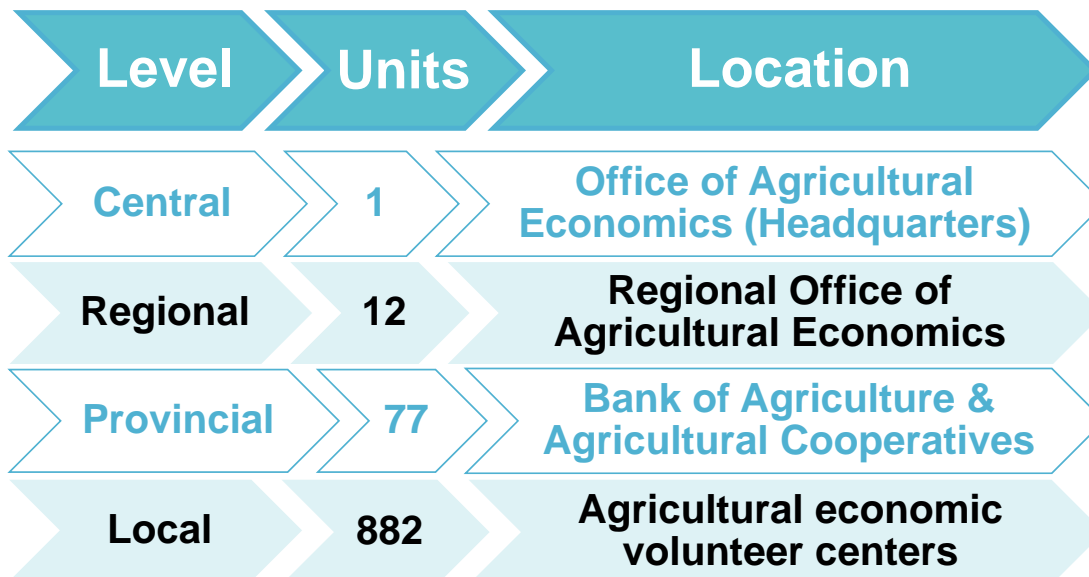 Level Units Location
Central 1 Office of Agricultural
Economics (Headquarters)
Regional 12 Regional Office of
Agricultural Economics
Provincial 77 Bank of Agriculture &
Agricultural Cooperatives
Local 882 Agricultural economic
volunteer centers